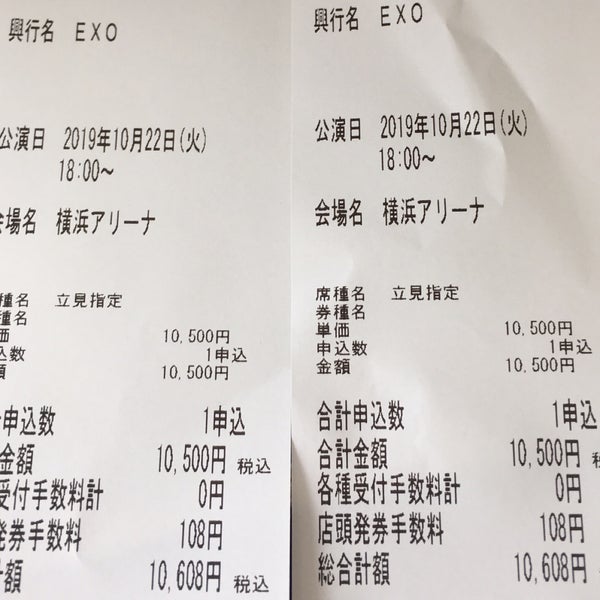 興行名 EXO
公演日 2019年10月22日(火)
18:00～
会場名 横浜アリーナ
種名 立見指定
種名
価 10,500円
込数 1申込
額 10,500円
申込数 1申込
金額 10,500円 税込
受付手数料計 0円
発券手数料 108円
計額 10,608円 税込
興行名 EXO
公演日 2019年10月22日(火)
18:00～
会場名 横浜アリーナ
席種名 立見指定
券種名
単価 10,500円
申込数 1申込
金額 10,500円
合計申込数 1申込
合計金額 10,500円 税込
各種受付手数料計 0円
店頭発券手数料 108円
総合計額 10,608円 税込